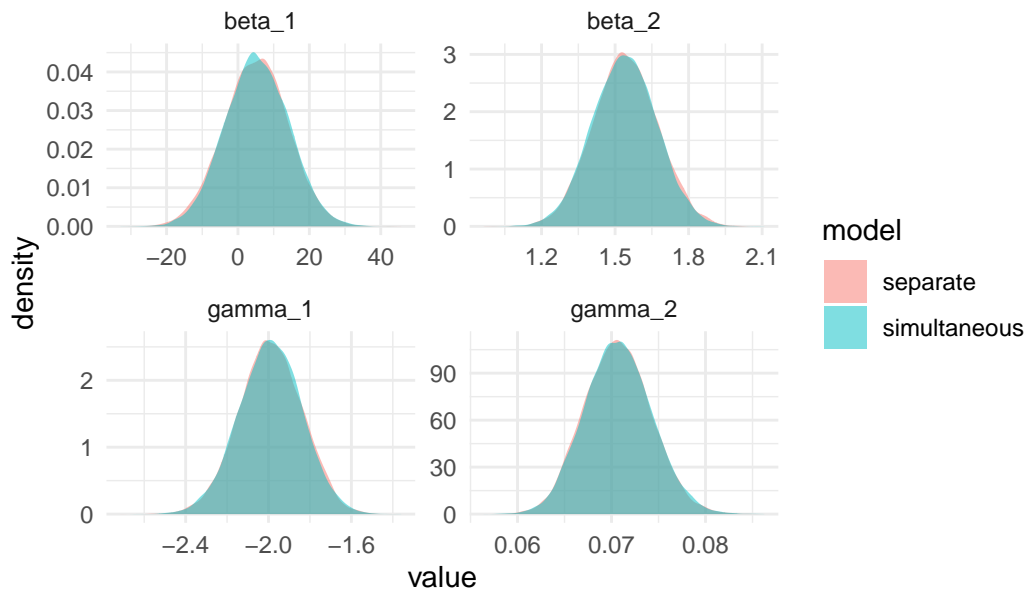 beta_1
beta_2
0.04
0.03
0.02
0.01
0.00
3
2
1
0
−20 0 20 40
1.2 1.5 1.8 2.1
density
gamma_1
gamma_2
2
1
0
90
60
30
0
−2.4 −2.0 −1.6
0.06 0.07 0.08
value
model
separate
simultaneous